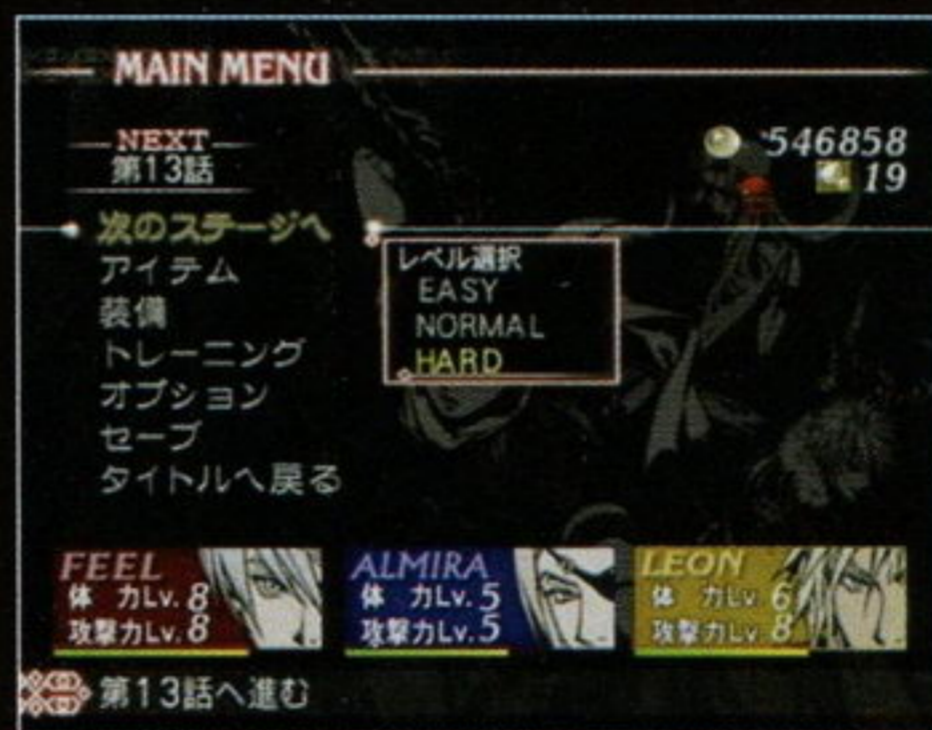 MAIN MENU
NEXT
第13話
546858
19
次のステージへ
アイテム
装備
トレーニング
オプション
セーブ
タイトルへ戻る
レベル選択
EASY
NORMAL
HARD
FEEL
体 力Lv. 8
攻撃力Lv. 8
ALMIRA
体 力Lv. 5
攻撃力Lv. 5
LEON
体 力Lv. 6
攻撃力Lv. 8
第13話へ進む